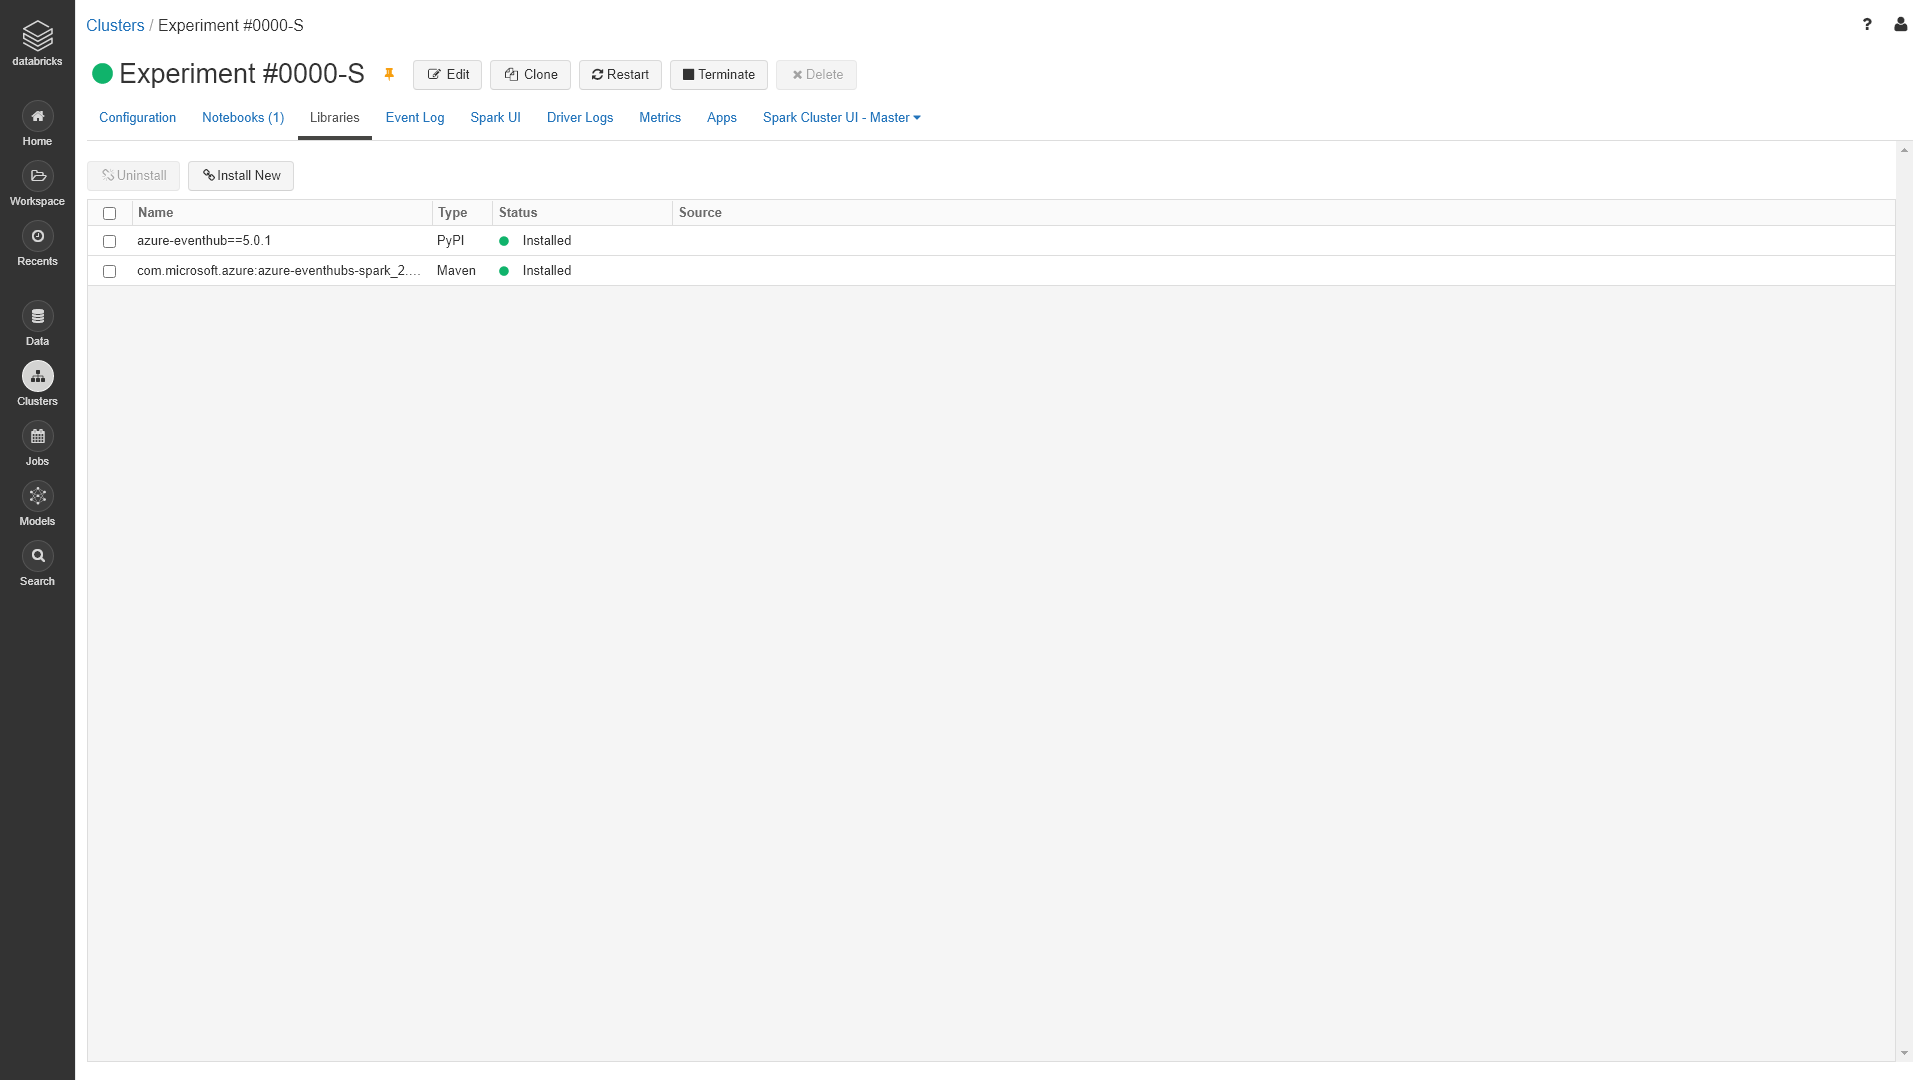 databricks
Home
Workspace
Recents
Data
Clusters
Jobs
Models
Search
Clusters / Experiment #0000-S
?
Experiment #0000-S Edit Clone Restart Terminate Delete
Configuration Notebooks (1) Libraries Event Log Spark UI Driver Logs Metrics Apps Spark Cluster UI - Master
Uninstall Install New
Name Type Status Source
azure-eventhub==5.0.1 PyPI Installed
com.microsoft.azure:azure-eventhubs-spark_2.... Maven Installed